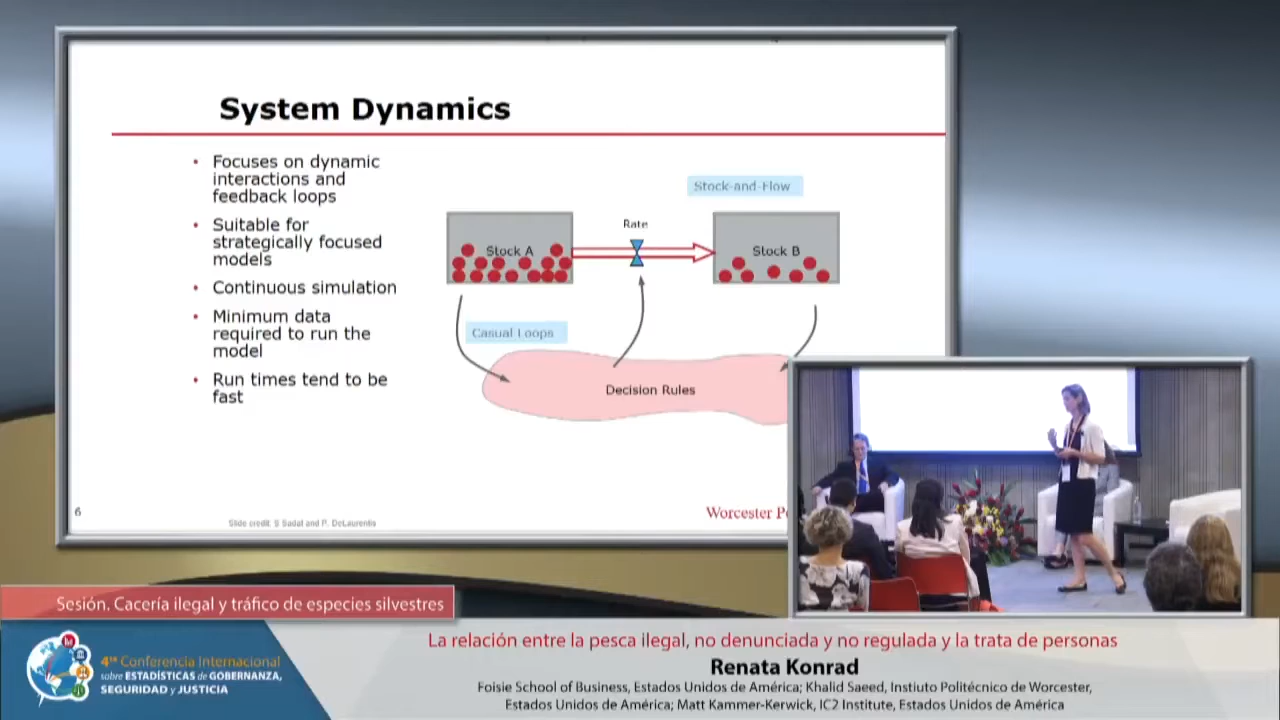 System Dynamics
• Focuses on dynamic
interactions and
feedback loops
• Suitable for
strategically focused
models
• Continuous simulation
• Minimum data
required to run the
model
• Run times tend to be
fast
Stock-and-Flow
Rate
Stock A
Stock B
Casual Loops
Decision Rules
6
Slide credit: S Sadat and P. DeLaurentis
Worcester
Sesión. Cacería ilegal y tráfico de especies silvestres
4ta Conferencia Internacional
sobre ESTADÍSTICAS de GOBERNANZA,
SEGURIDAD y JUSTICIA
La relación entre la pesca ilegal, no denunciada y no regulada y la trata de personas
Renata Konrad
Foisie School of Business, Estados Unidos de América; Khalid Saeed, Instiuto Politécnico de Worcester,
Estados Unidos de América; Matt Kammer-Kerwick, IC2 Institute, Estados Unidos de América